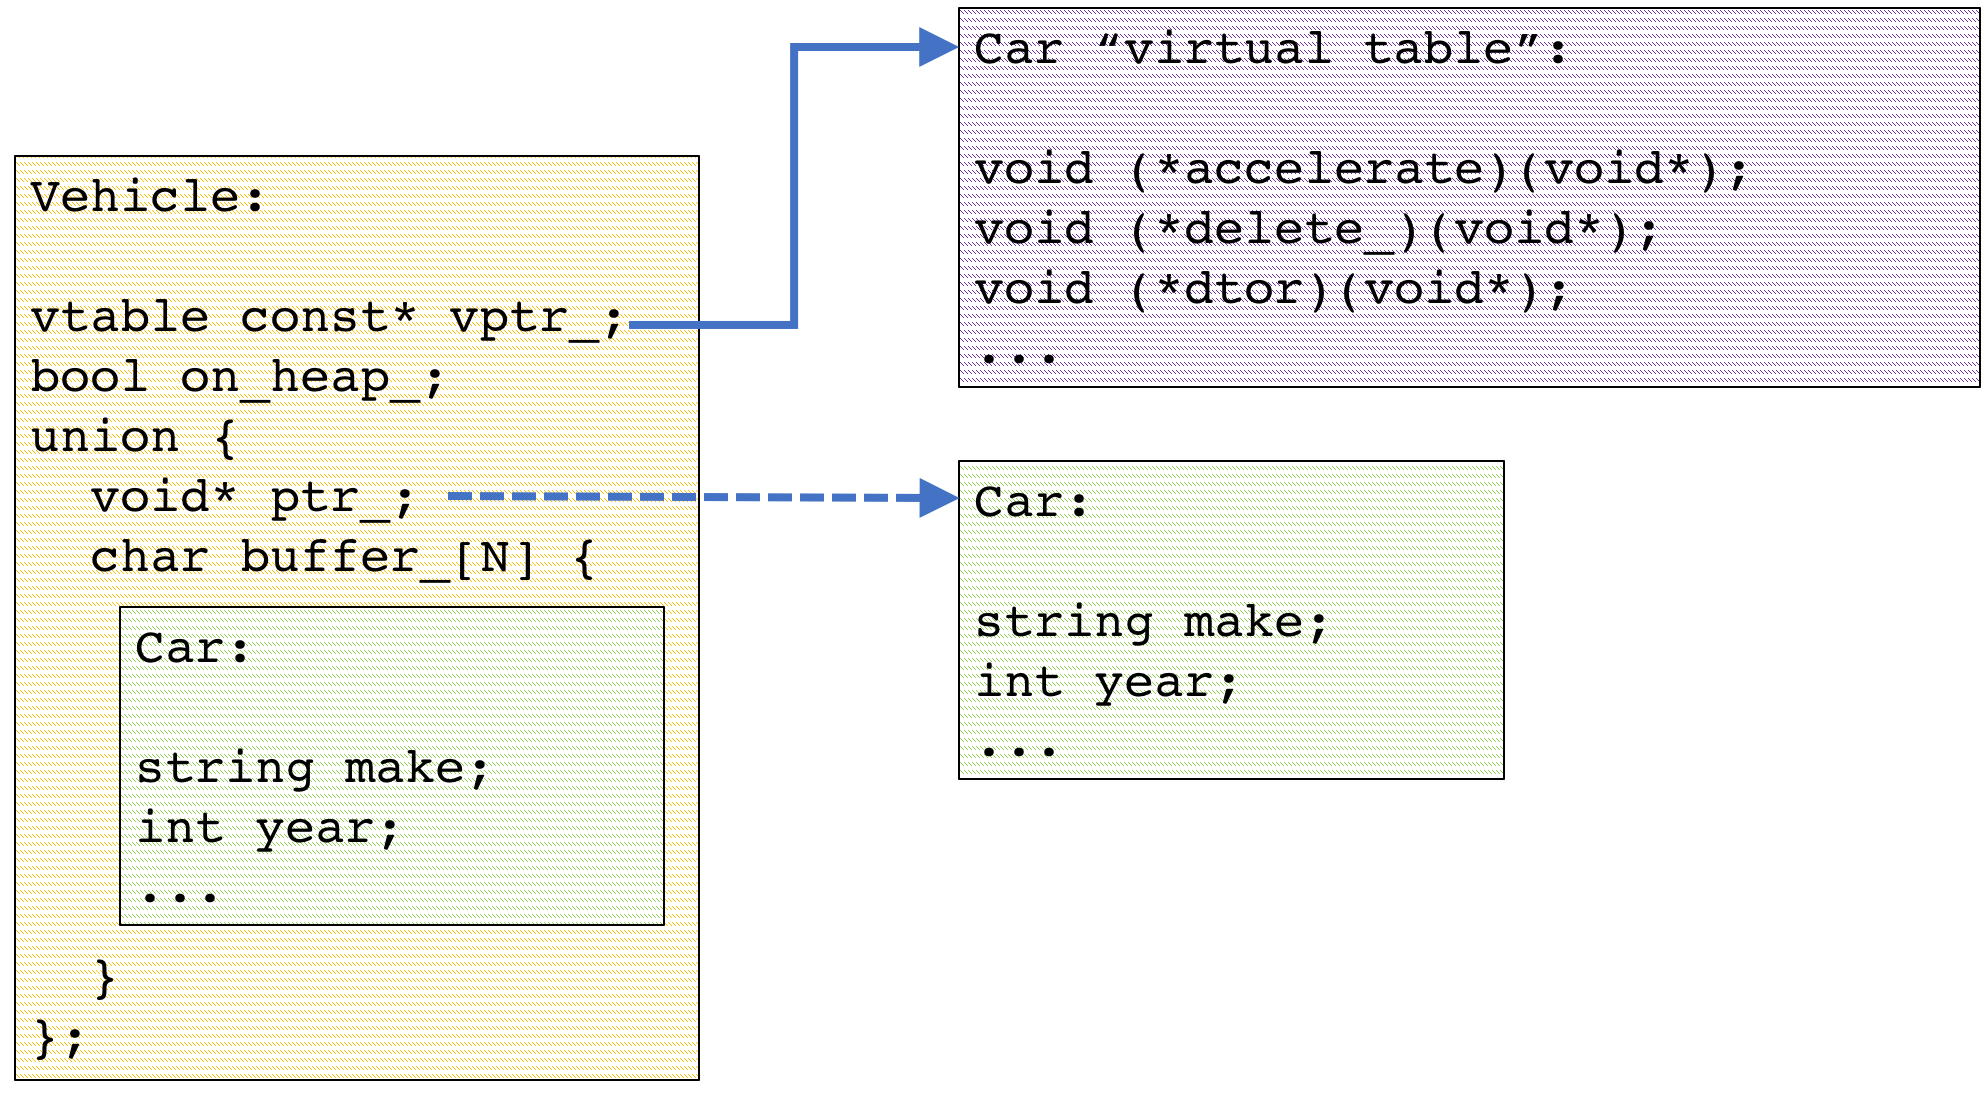 Vehicle:
vtable const* vptr_;
bool on_heap_;
union {
  void* ptr_;
  char buffer_[N] {
Car:
string make;
int year;
...
  }
};
Car “virtual table”:
void (*accelerate)(void*);
void (*delete_)(void*);
void (*dtor)(void*);
...
Car:
string make;
int year;
...